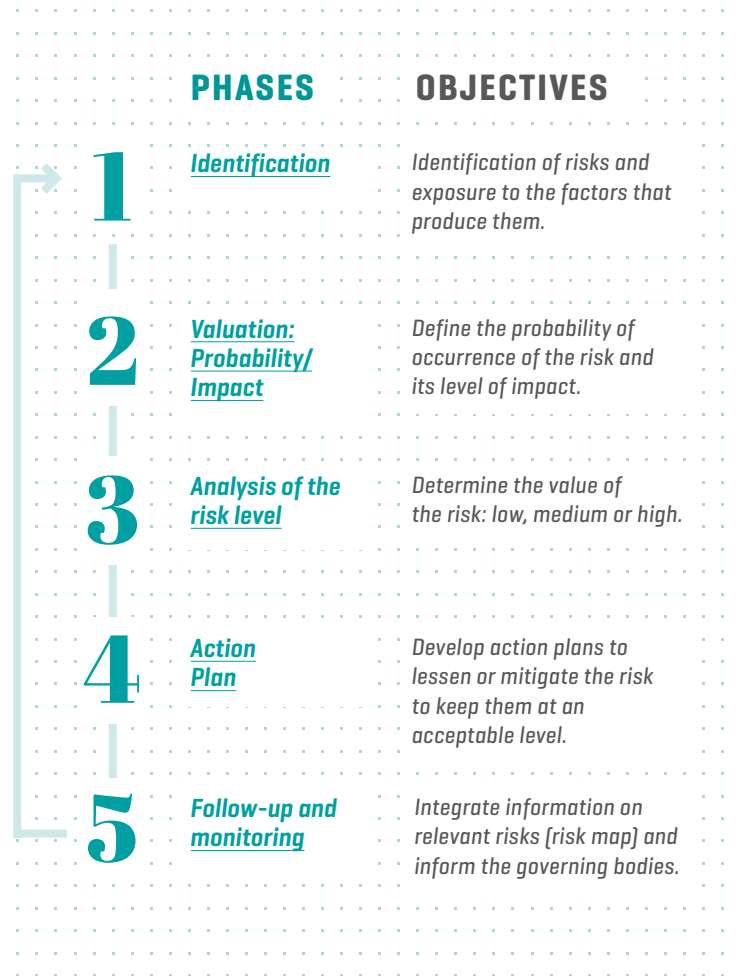 PHASES OBJECTIVES
1
Identification
Identification of risks and
exposure to the factors that
produce them.
2
Valuation:
Probability/
Impact
Define the probability of
occurrence of the risk and
its level of impact.
3
Analysis of the
risk level
Determine the value of
the risk: low, medium or high.
4
Action
Plan
Develop action plans to
lessen or mitigate the risk
to keep them at an
acceptable level.
5
Follow-up and
monitoring
Integrate information on
relevant risks (risk map) and
inform the governing bodies.